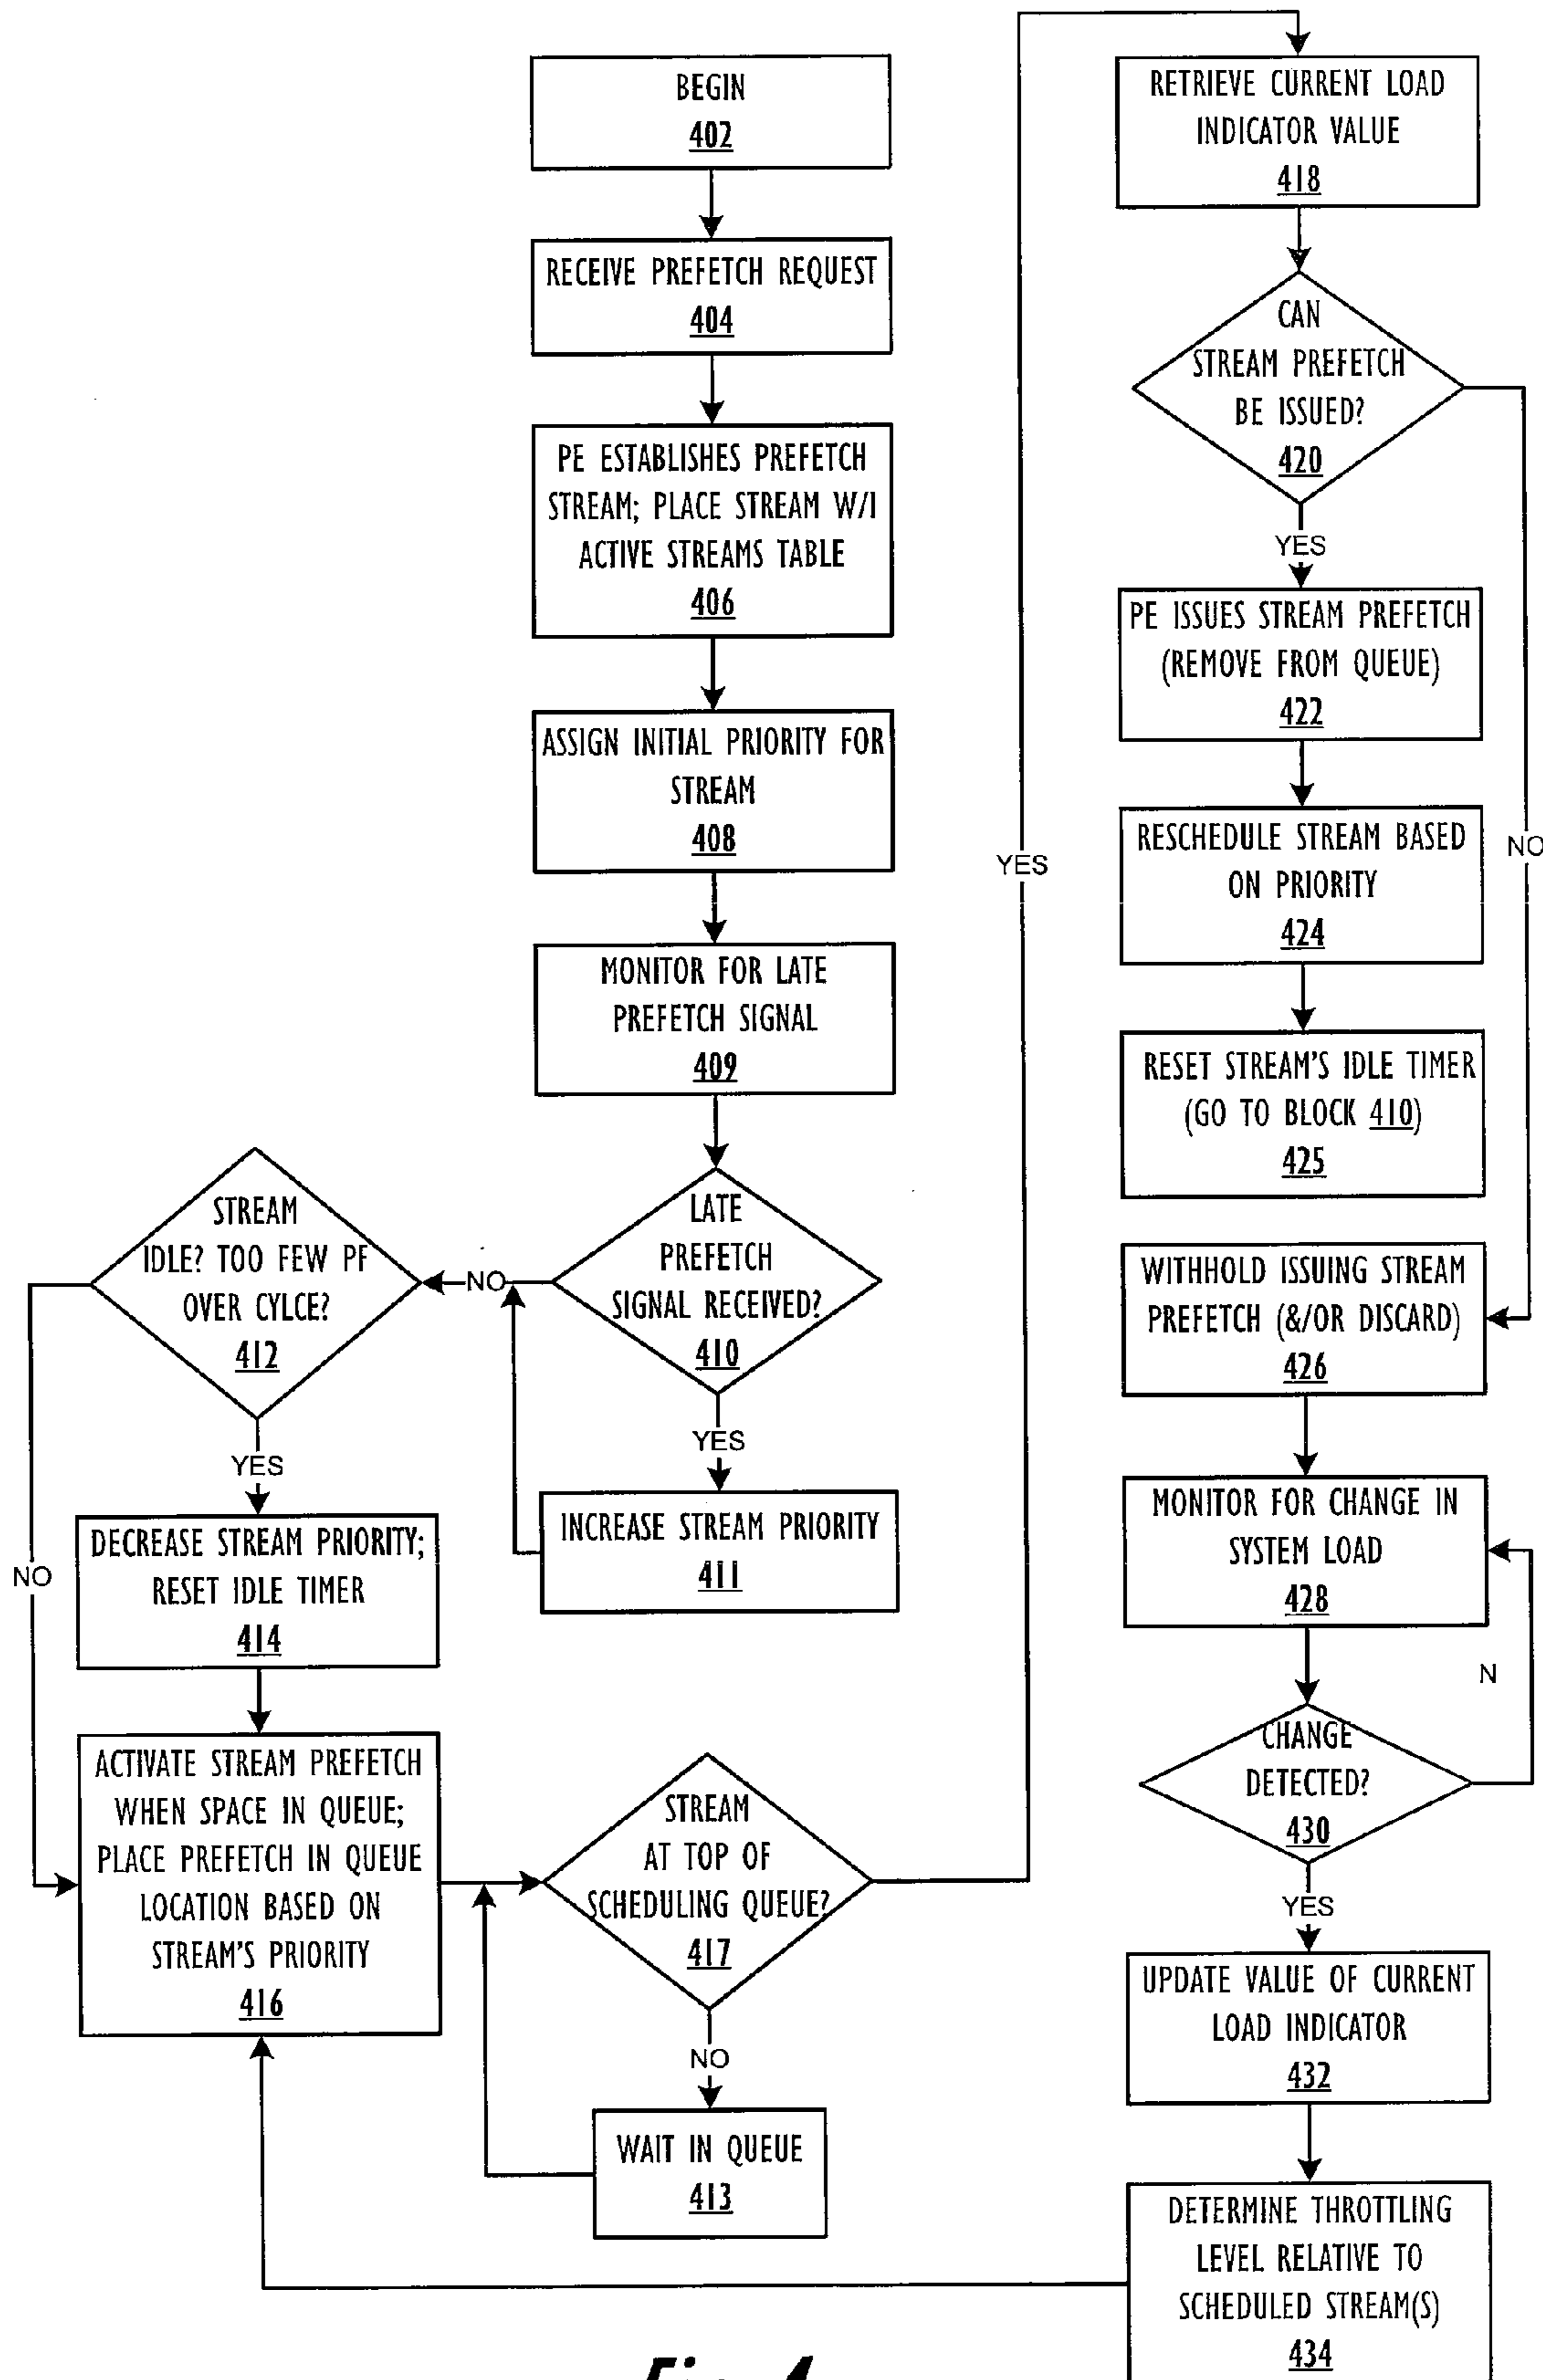 BEGIN
402
RECEIVE PREFETCH REQUEST
404
PE ESTABLISHES PREFETCH
STREAM; PLACE STREAM W/I
ACTIVE STREAMS TABLE
406
ASSIGN INITIAL PRIORITY FOR
STREAM
408
MONITOR FOR LATE
PREFETCH SIGNAL
409
LATE
PREFETCH
SIGNAL RECEIVED?
410
NO
YES
INCREASE STREAM PRIORITY
411
STREAM
IDLE? TOO FEW PF
OVER CYLCE?
412
YES
NO
DECREASE STREAM PRIORITY;
RESET IDLE TIMER
414
ACTIVATE STREAM PREFETCH
WHEN SPACE IN QUEUE;
PLACE PREFETCH IN QUEUE
LOCATION BASED ON
STREAM'S PRIORITY
416
STREAM
AT TOP OF
SCHEDULING QUEUE?
417
NO
WAIT IN QUEUE
413
YES
RETRIEVE CURRENT LOAD
INDICATOR VALUE
418
CAN
STREAM PREFETCH
BE ISSUED?
420
YES
NO
PE ISSUES STREAM PREFETCH
(REMOVE FROM QUEUE)
422
RESCHEDULE STREAM BASED
ON PRIORITY
424
RESET STREAM'S IDLE TIMER
(GO TO BLOCK 410)
425
WITHHOLD ISSUING STREAM
PREFETCH (&/OR DISCARD)
426
MONITOR FOR CHANGE IN
SYSTEM LOAD
428
N
CHANGE
DETECTED?
430
YES
UPDATE VALUE OF CURRENT
LOAD INDICATOR
432
DETERMINE THROTTLING
LEVEL RELATIVE TO
SCHEDULED STREAM(S)
434